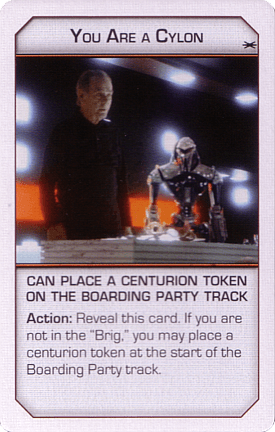 You Are a Cylon
CAN PLACE A CENTURION TOKEN
ON THE BOARDING PARTY TRACK
Action: Reveal this card. If you are
not in the “Brig,” you may place a
centurion token at the start of the
Boarding Party track.